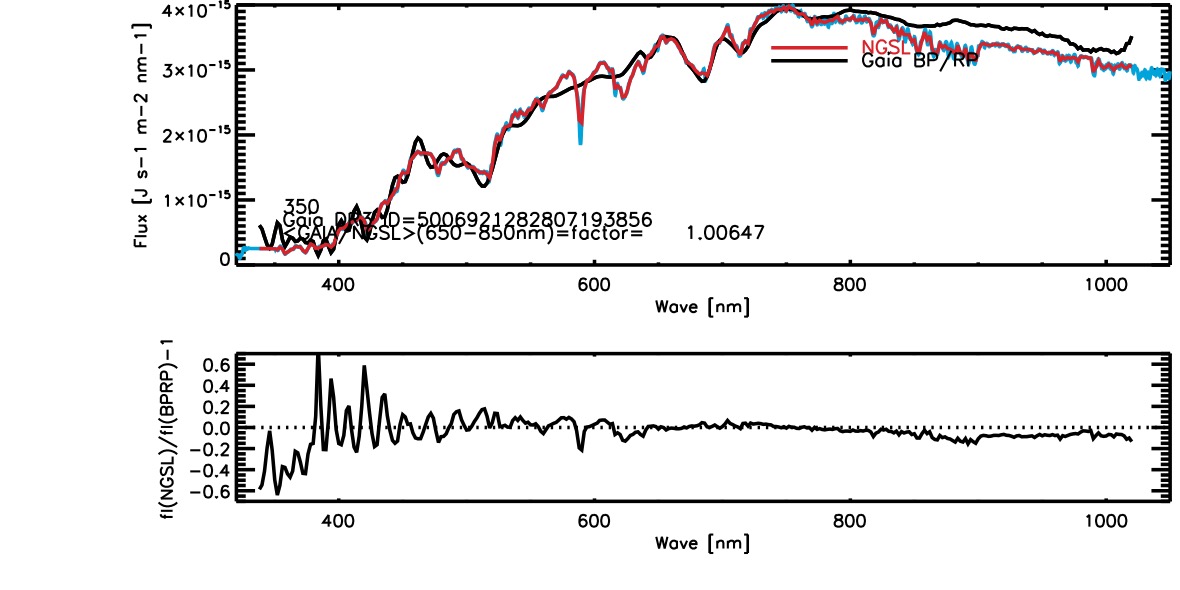 4×10−15
3×10−15
2×10−15
1×10−15
0
Flux [J s−1 m−2 nm−1]
NGSL
Gaia BP/RP
350
Gaia DR3 ID=5006921282807193856
<GAIA/NGSL>(650−850nm)=factor= 1.00647
400 600 800 1000
Wave [nm]
fl(NGSL)/fl(BPRP)−1
0.6
0.4
0.2
0.0
−0.2
−0.4
−0.6
400 600 800 1000
Wave [nm]